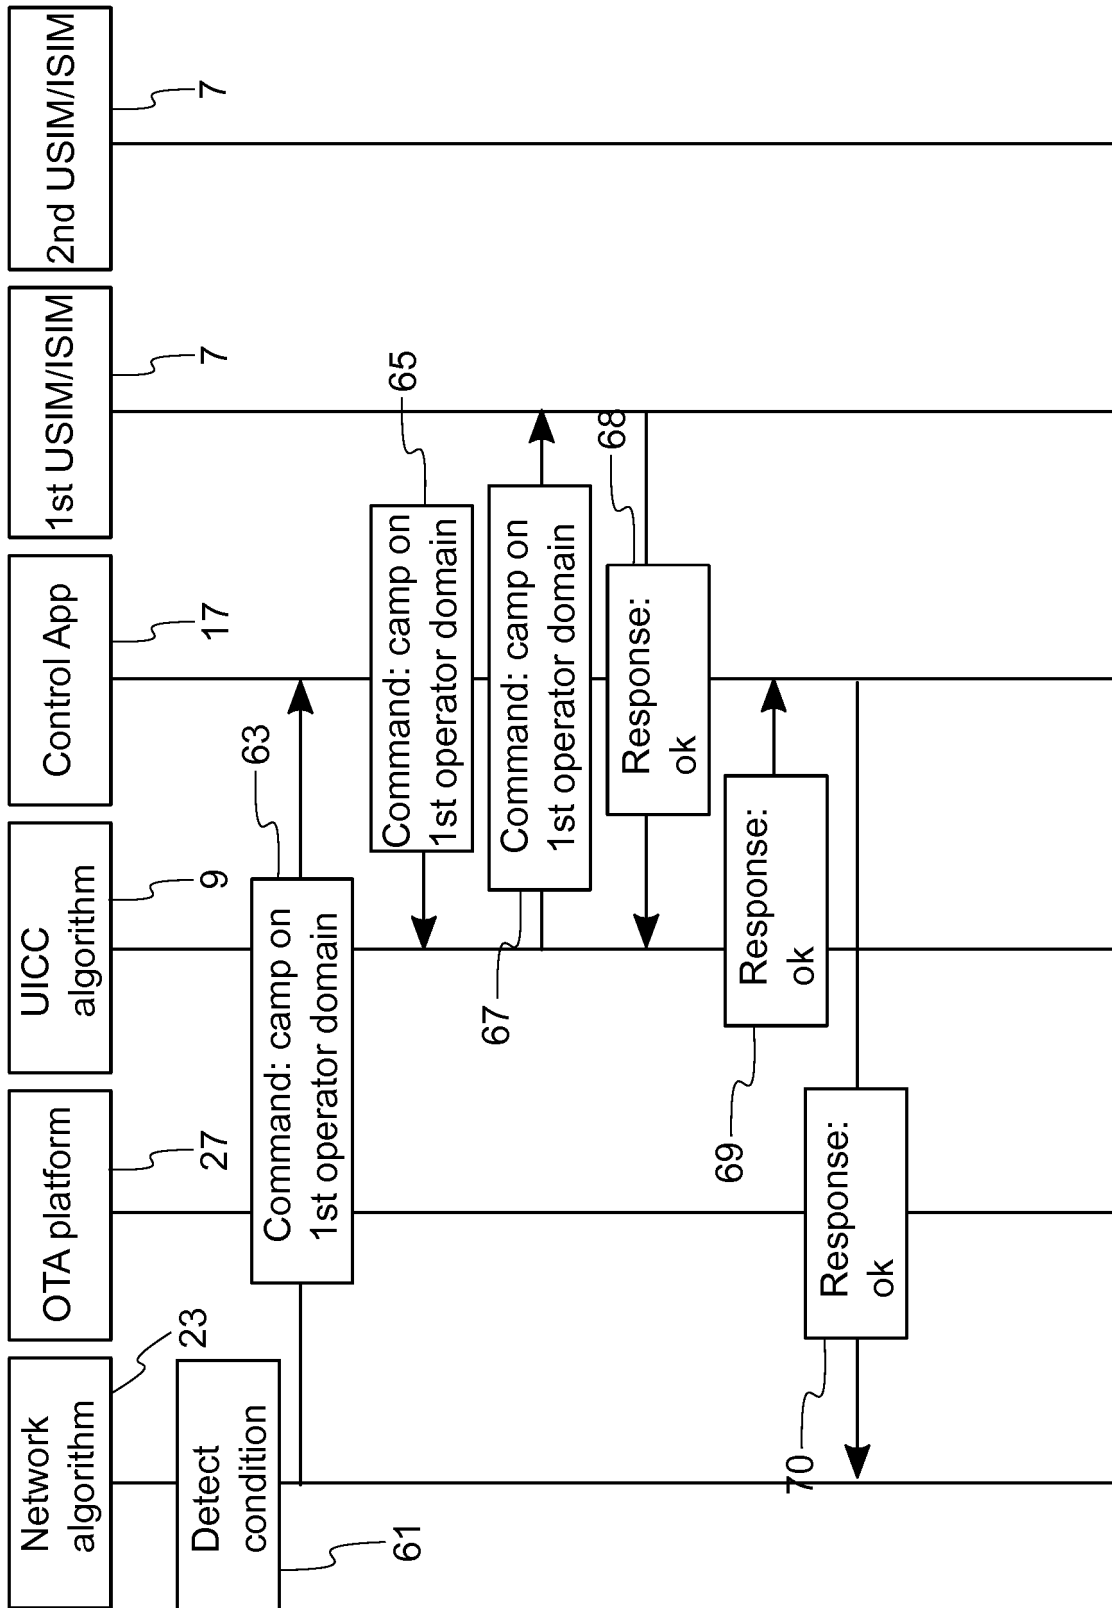 Network
algorithm
23
OTA platform
27
UICC
algorithm
9
Control App
17
1st USIM/ISIM
7
2nd USIM/ISIM
7
Detect
condition
61
Command: camp on
1st operator domain
63
Command: camp on
1st operator domain
65
Command: camp on
1st operator domain
67
Response:
ok
68
Response:
ok
69
Response:
ok
70